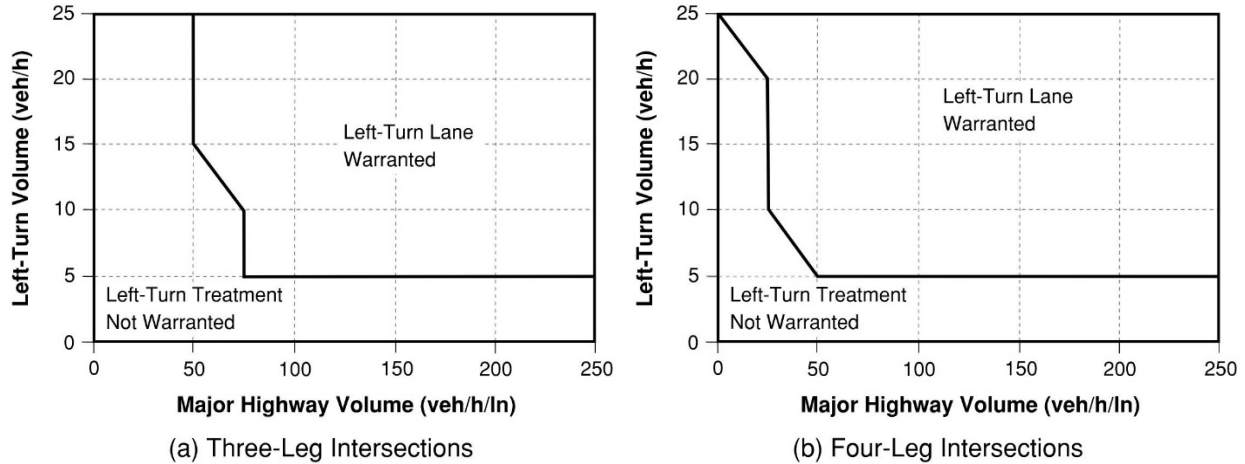 Left-Turn Volume (veh/h)
25
20
15
10
5
0
Left-Turn Lane
Warranted
Left-Turn Treatment
Not Warranted
0 50 100 150 200 250
Major Highway Volume (veh/h/ln)
(a) Three-Leg Intersections
Left-Turn Volume (veh/h)
25
20
15
10
5
0
Left-Turn Lane
Warranted
Left-Turn Treatment
Not Warranted
0 50 100 150 200 250
Major Highway Volume (veh/h/ln)
(b) Four-Leg Intersections